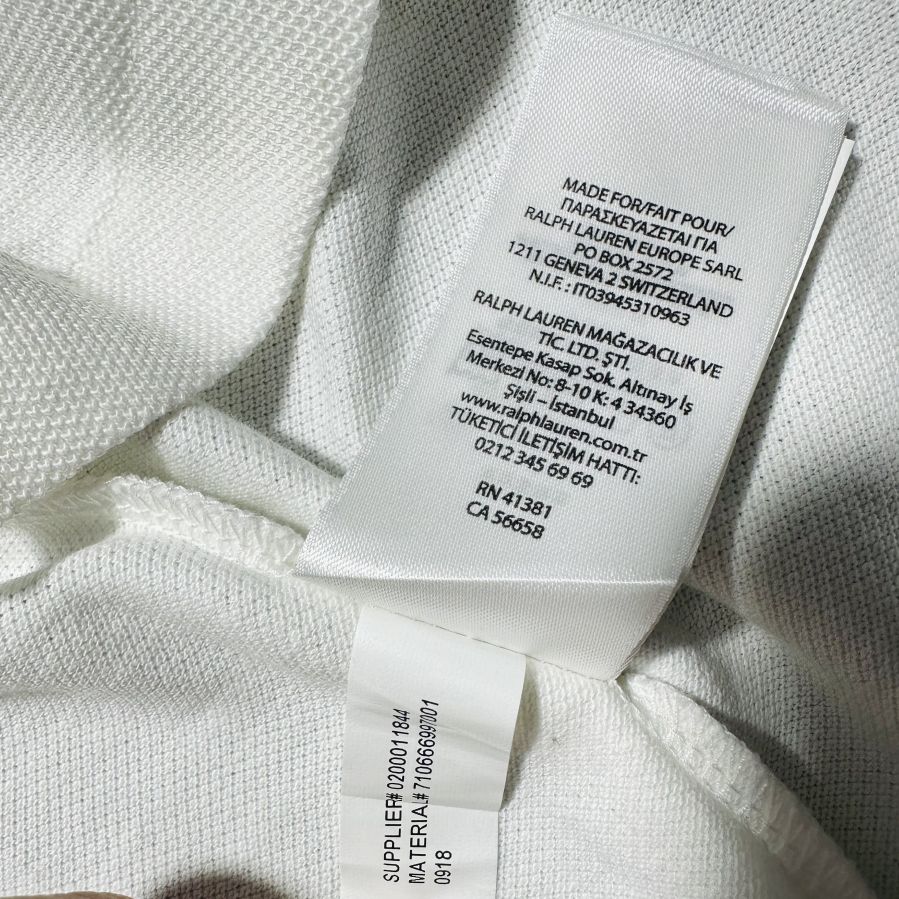 MADE FOR/FAIT POUR/
ΠΑΡΑΣΚΕΥΑΖΕΤΑΙ ΓΙΑ
RALPH LAUREN EUROPE SARL
PO BOX 2572
1211 GENEVA 2 SWITZERLAND
N.I.F. : IT03945310963
RALPH LAUREN MAĞAZACILIK VE
TİC. LTD. ŞTİ.
Esentepe Kasap Sok. Altınay İş
Merkezi No: 8-10 K: 4 34360
Şişli – İstanbul
www.ralphlauren.com.tr
TÜKETİCİ İLETİŞİM HATTI:
0212 345 69 69
RN 41381
CA 56658
SUPPLIER# 0200011844
MATERIAL# 710666997001
0918